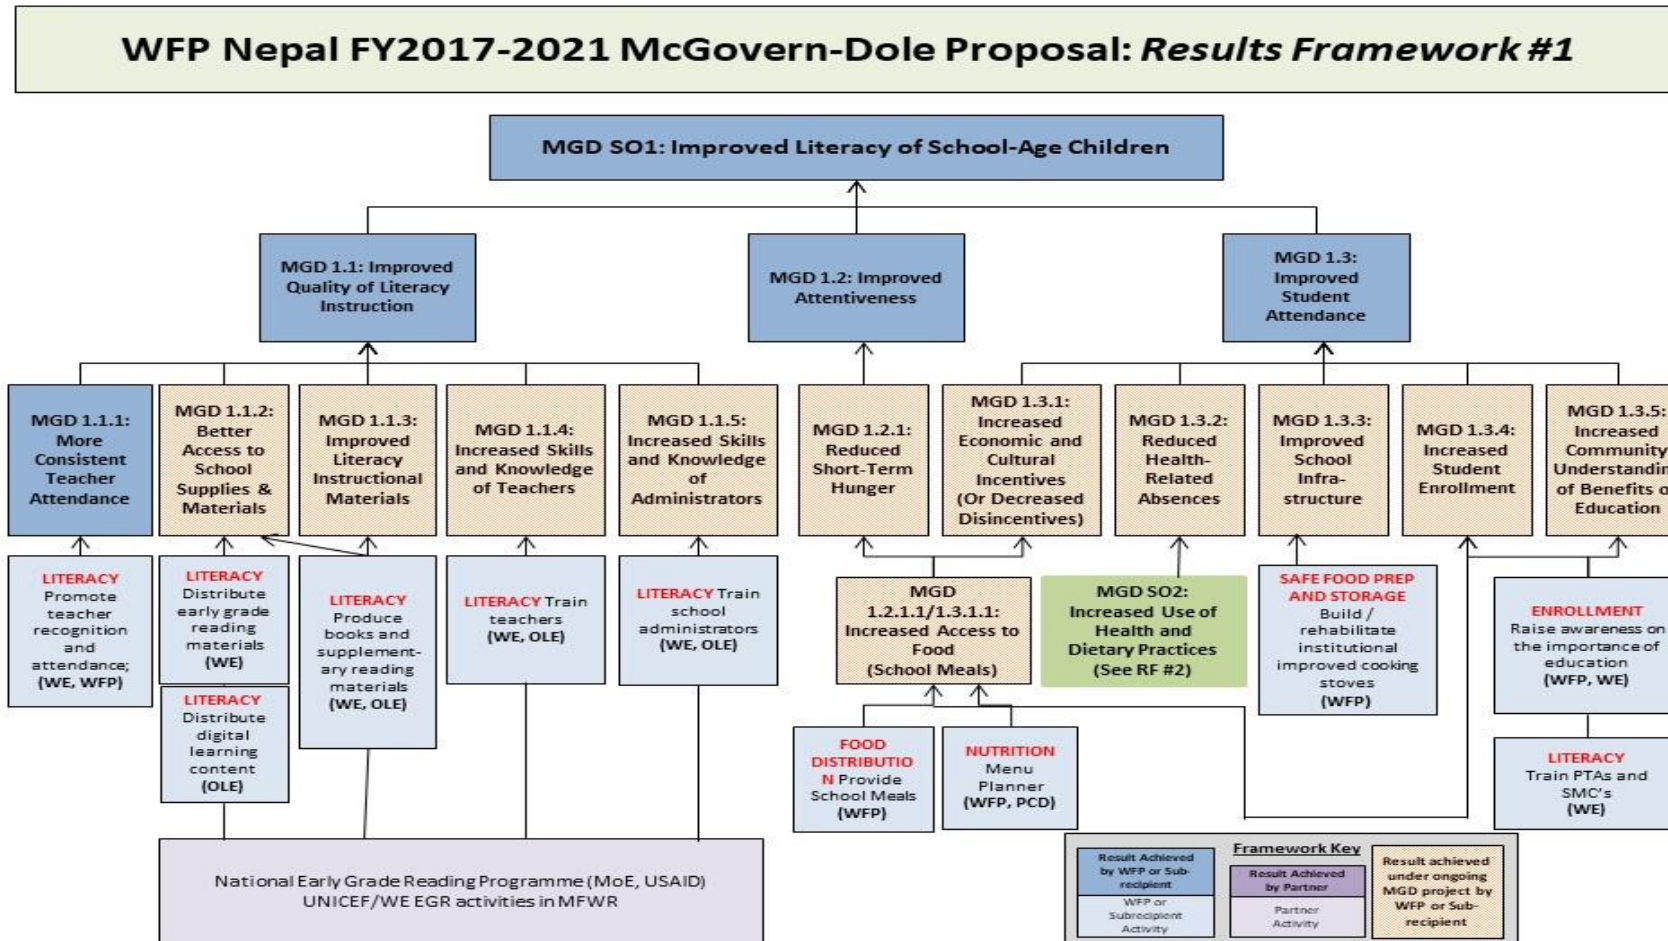 WFP Nepal FY2017-2021 McGovern-Dole Proposal: Results Framework #1
MGD SO1: Improved Literacy of School-Age Children
MGD 1.1: Improved
Quality of Literacy
Instruction
MGD 1.2: Improved
Attentiveness
MGD 1.3:
Improved
Student
Attendance
MGD 1.1.1:
More
Consistent
Teacher
Attendance
MGD 1.1.2:
Better
Access to
School
Supplies &
Materials
MGD 1.1.3:
Improved
Literacy
Instructional
Materials
MGD 1.1.4:
Increased Skills
and Knowledge
of Teachers
MGD 1.1.5:
Increased Skills
and Knowledge
of
Administrators
MGD 1.2.1:
Reduced
Short-Term
Hunger
MGD 1.3.1:
Increased
Economic and
Cultural
Incentives
(Or Decreased
Disincentives)
MGD 1.3.2:
Reduced
Health-
Related
Absences
MGD 1.3.3:
Improved
School
Infra-
structure
MGD 1.3.4:
Increased
Student
Enrollment
MGD 1.3.5:
Increased
Community
Understandin
of Benefits o
Education
LITERACY
Promote
teacher
recognition
and
attendance;
(WE, WFP)
LITERACY
Distribute
early grade
reading
materials
(WE)
LITERACY
Distribute
digital
learning
content
(OLE)
LITERACY
Produce
books and
supplement-
ary reading
materials
(WE, OLE)
LITERACY Train
teachers
(WE, OLE)
LITERACY Train
school
administrators
(WE, OLE)
MGD
1.2.1.1/1.3.1.1:
Increased Access to
Food
(School Meals)
MGD SO2:
Increased Use of
Health and
Dietary Practices
(See RF #2)
SAFE FOOD PREP
AND STORAGE
Build /
rehabilitate
institutional
improved cooking
stoves
(WFP)
ENROLLMENT
Raise awareness on
the importance of
education
(WFP, WE)
FOOD
DISTRIBUTIO
N Provide
School Meals
(WFP)
NUTRITION
Menu
Planner
(WFP, PCD)
LITERACY
Train PTAs and
SMC's
(WE)
National Early Grade Reading Programme (MoE, USAID)
UNICEF/WE EGR activities in MFWR
Framework Key
Result Achieved
by WFP or Sub-
recipient
WFP or
Subrecipient
Activity
Result Achieved
by Partner
Partner
Activity
Result achieved
under ongoing
MGD project by
WFP or Sub-
recipient